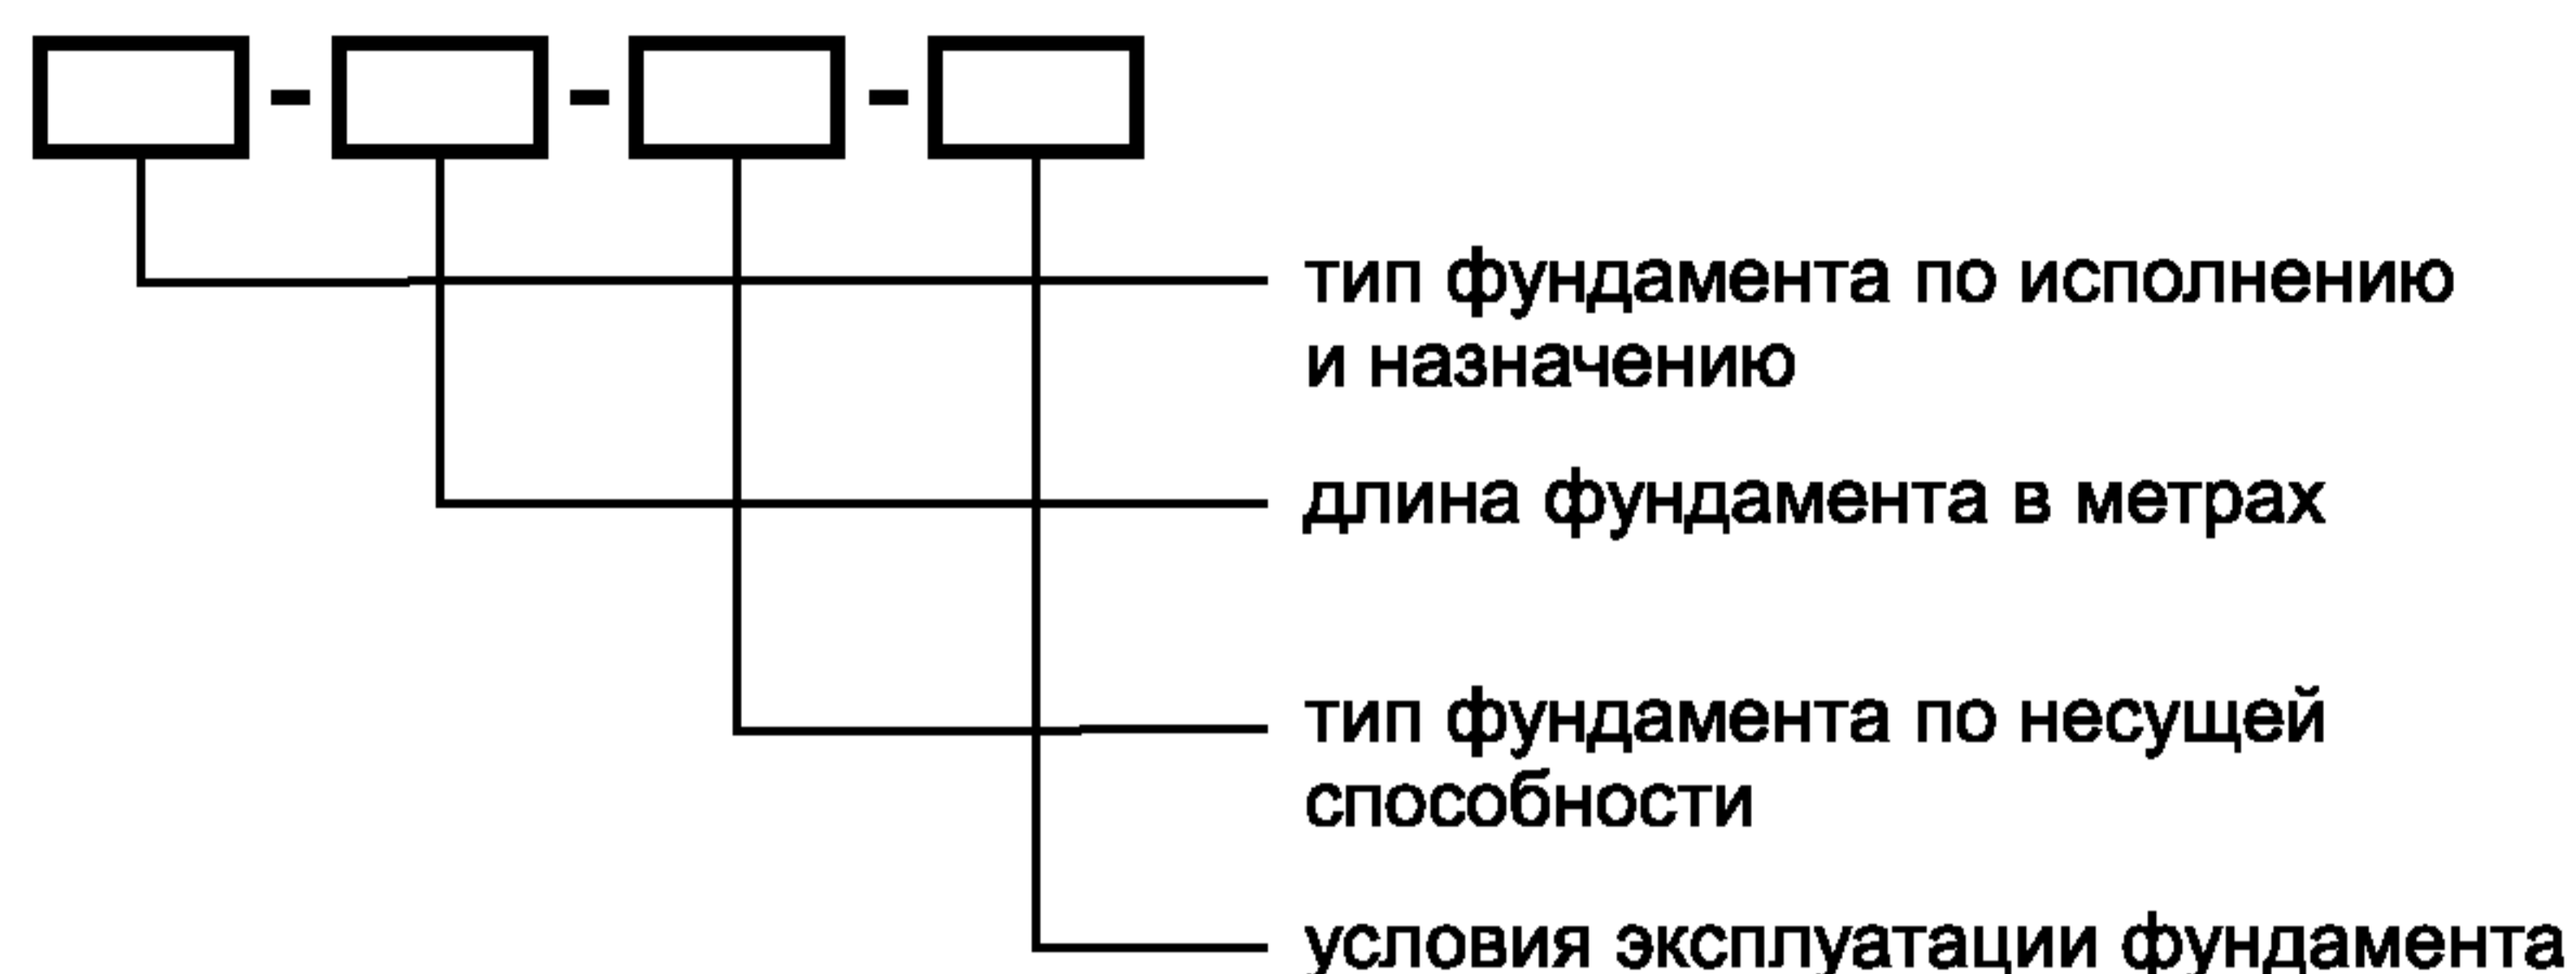 - - -
тип фундамента по исполнению
и назначению
длина фундамента в метрах
тип фундамента по несущей
способности
условия эксплуатации фундамента